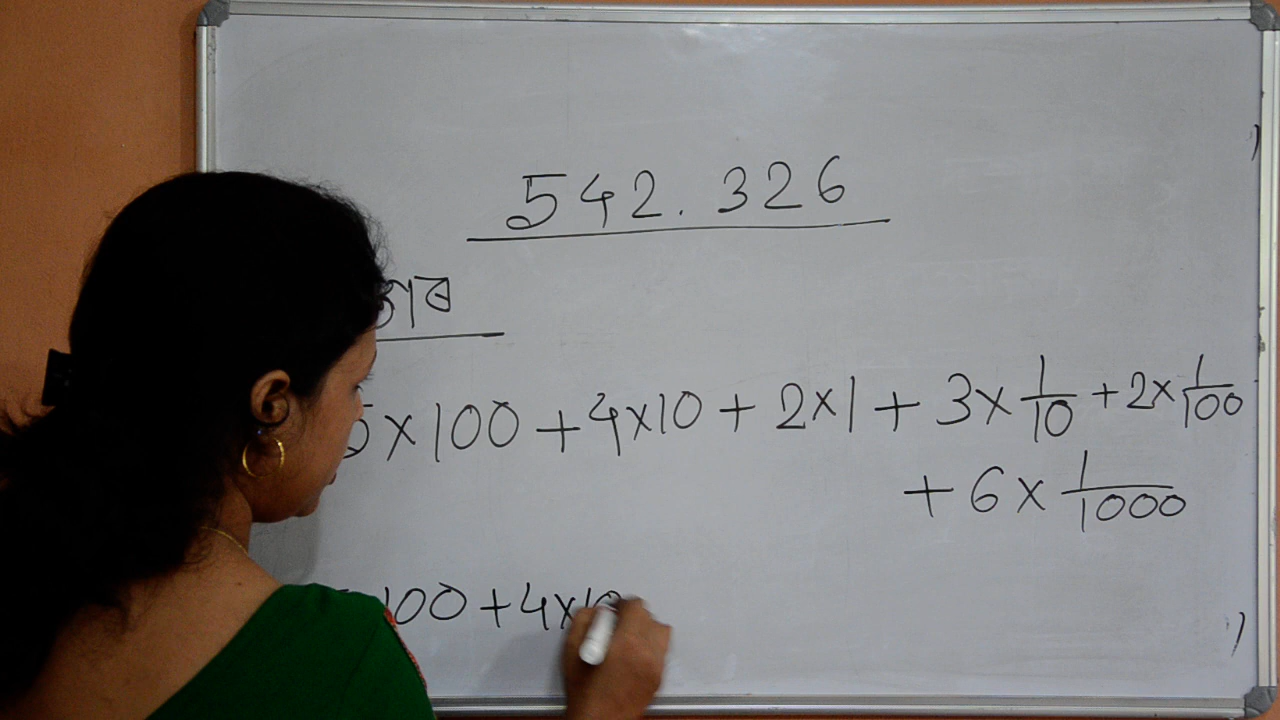 542.326
5×100 + 4×10 + 2×1 + 3×1/10 + 2×1/100
+ 6×1/1000
100 + 4×10